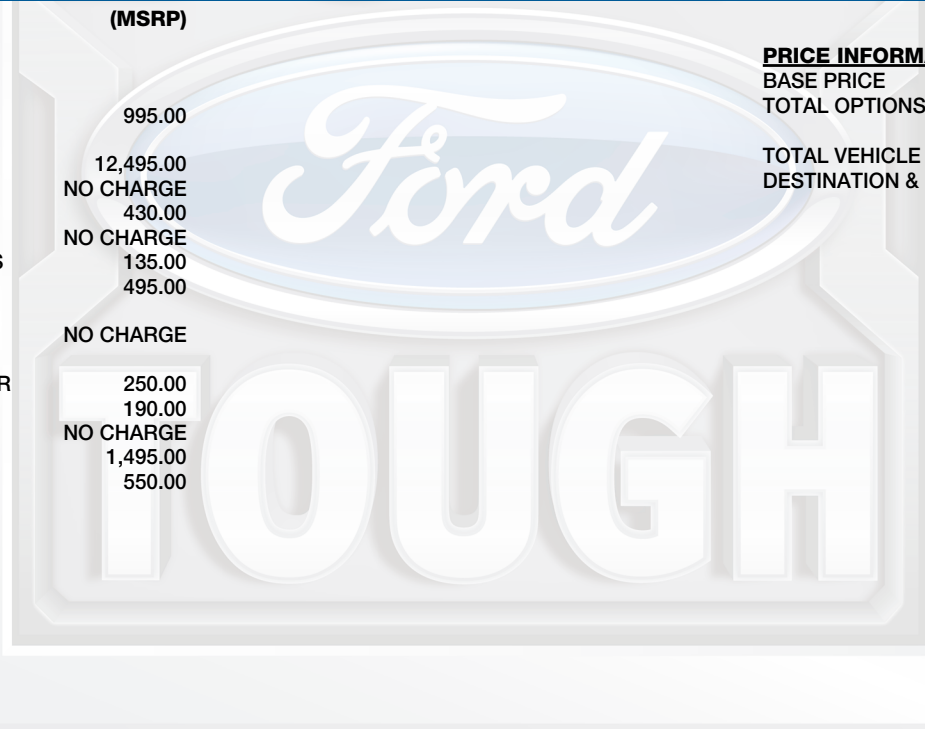 (MSRP)
PRICE INFORM
BASE PRICE
995.00
TOTAL OPTIONS
12,495.00
TOTAL VEHICLE
NO CHARGE
DESTINATION &
430.00
NO CHARGE
S
135.00
495.00
NO CHARGE
R
250.00
190.00
NO CHARGE
1,495.00
550.00
Ford
TOUGH